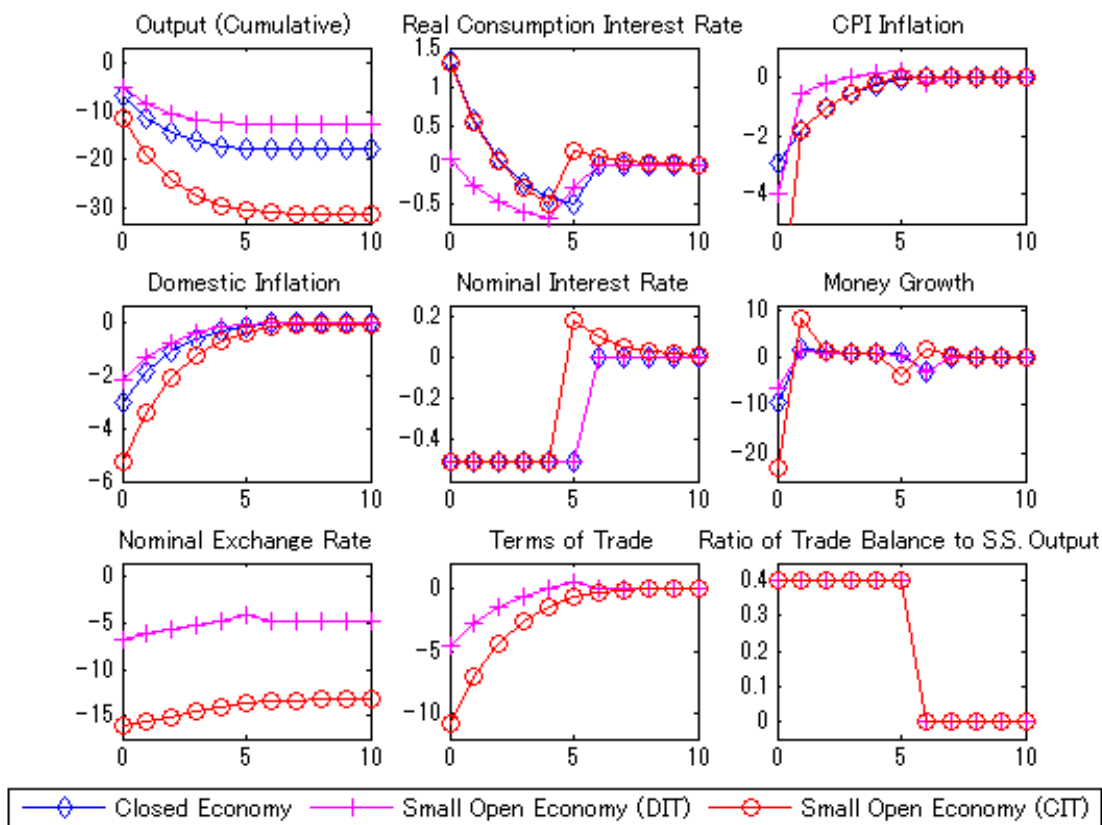 Output (Cumulative)
0
-10
-20
-30
0 5 10
Real Consumption Interest Rate
1.5
1
0.5
0
-0.5
0 5 10
CPI Inflation
0
-2
-4
0 5 10
Domestic Inflation
0
-2
-4
-6
0 5 10
Nominal Interest Rate
0.2
0
-0.2
-0.4
0 5 10
Money Growth
10
0
-10
-20
0 5 10
Nominal Exchange Rate
0
-5
-10
-15
0 5 10
Terms of Trade
0
-5
-10
0 5 10
Ratio of Trade Balance to S.S. Output
0.4
0.3
0.2
0.1
0
0 5 10
Closed Economy Small Open Economy (DIT) Small Open Economy (CIT)